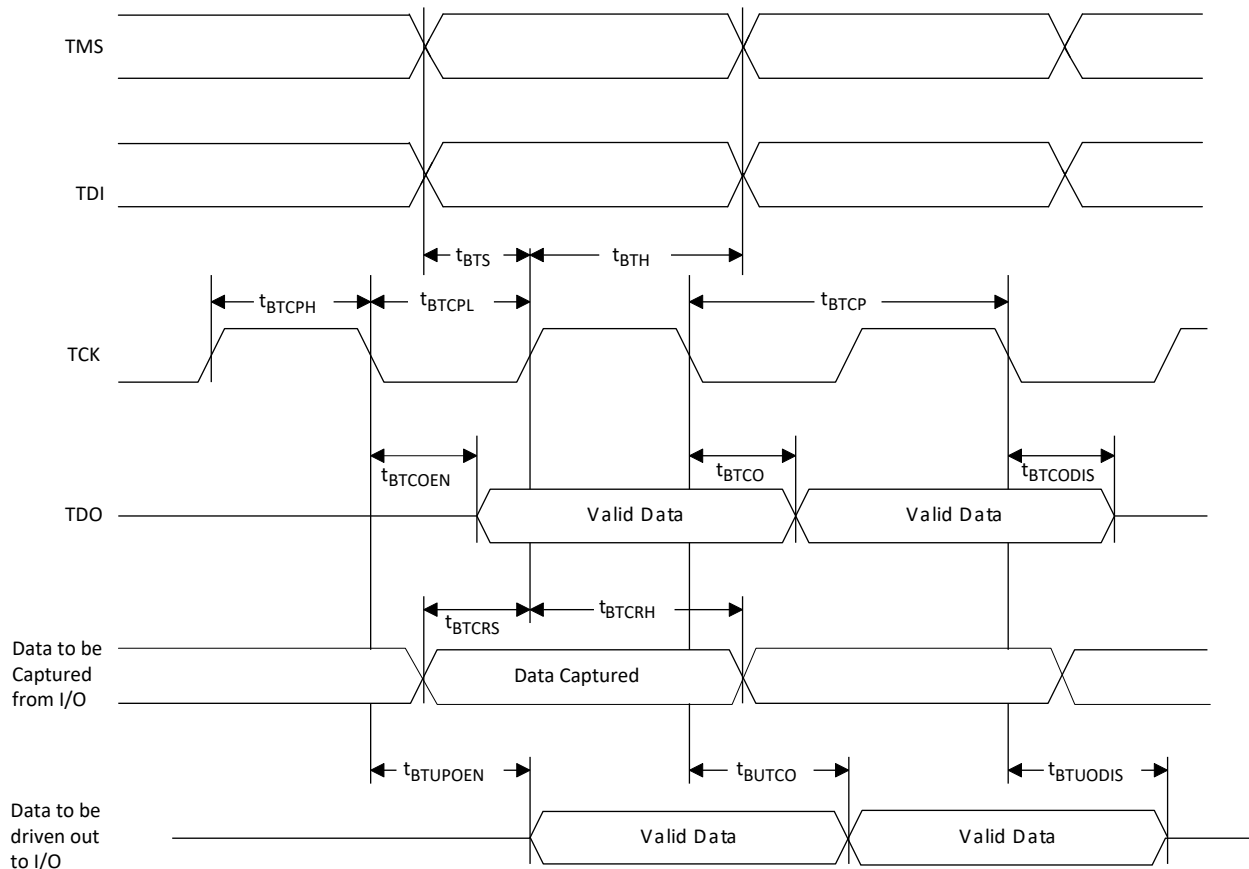 TMS
TDI
tBTS
tBTH
tBTCPH
tBTCPL
tBTCP
TCK
tBTCOEN
tBTCO
tBTCODIS
TDO
Valid Data
Valid Data
tBTCRS
tBTCRH
Data to be
Captured
from I/O
Data Captured
tBTUPOEN
tBUTCO
tBTUODIS
Data to be
driven out
to I/O
Valid Data
Valid Data